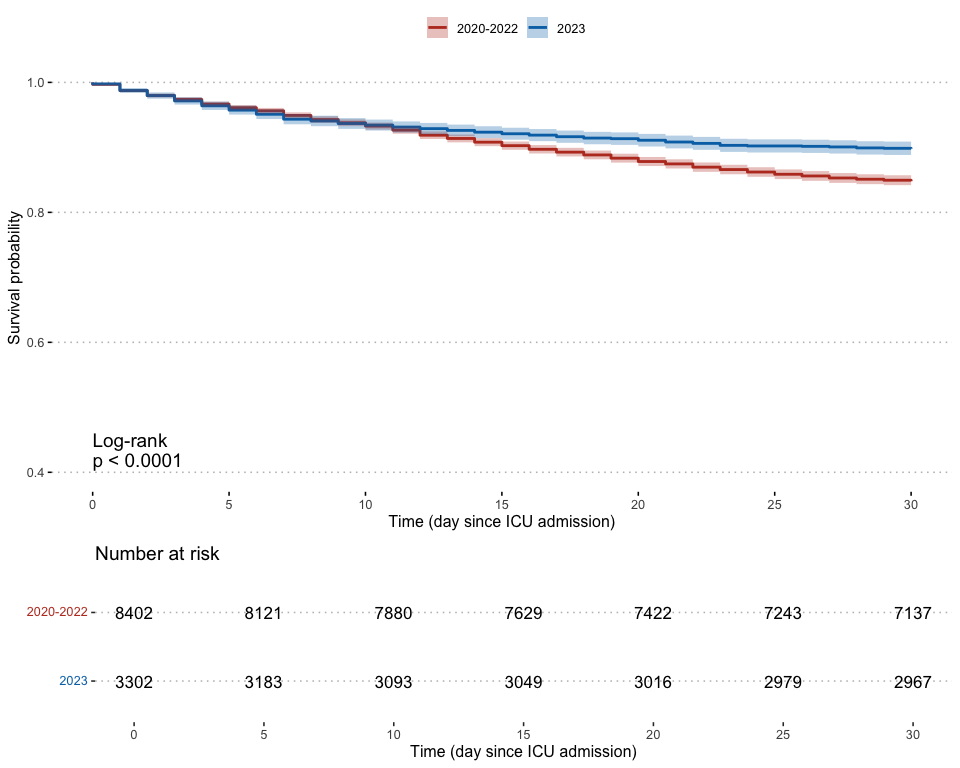 2020-2022 2023
1.0
0.8
0.6
0.4
Survival probability
Log-rank
p < 0.0001
0 5 10 15 20 25 30
Time (day since ICU admission)
Number at risk
2020-2022 8402 8121 7880 7629 7422 7243 7137
2023 3302 3183 3093 3049 3016 2979 2967
0 5 10 15 20 25 30
Time (day since ICU admission)